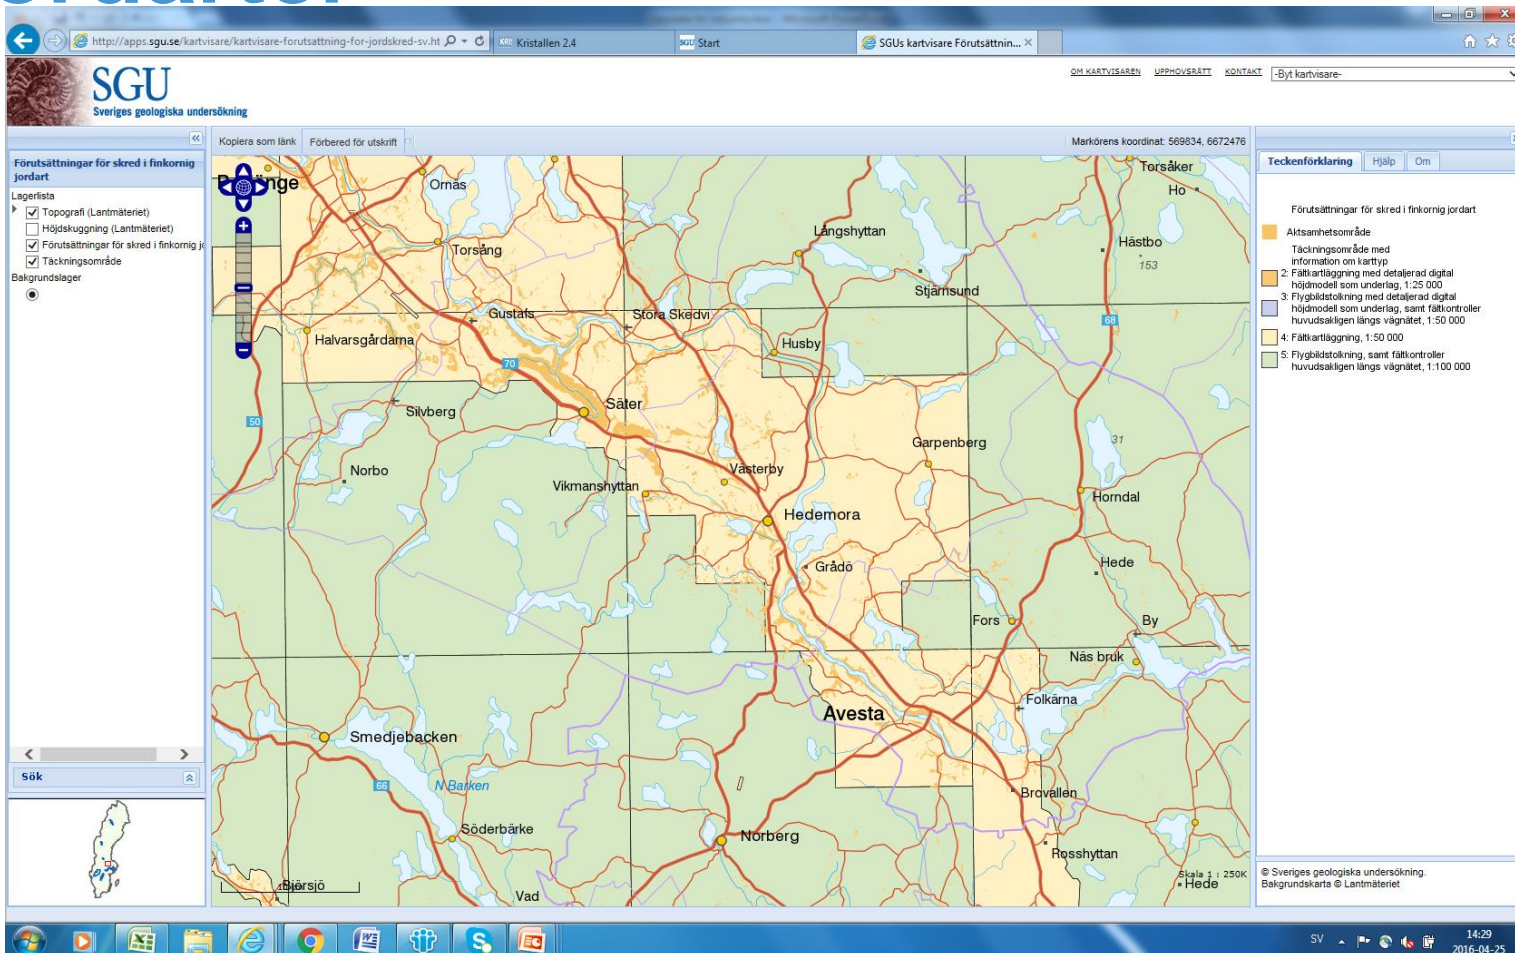 http://apps.sgu.se/kartvisare/kartvisare-forutsattning-for-jordskred-sv.ht
Kristallen 2.4
SGU Start
SGUs kartvisare Förutsättnin...
SGU
Sveriges geologiska undersökning
OM KARTVISAREN UPPHOVSRÄTT KONTAKT
-Byt kartvisare-
Kopiera som länk Förbered för utskrift
Markörens koordinat: 569834, 6672476
Förutsättningar för skred i finkornig
jordart
Lagerlista
Topografi (Lantmäteriet)
Höjdskuggning (Lantmäteriet)
Förutsättningar för skred i finkornig jo
Täckningsområde
Bakgrundslager
Sök
Ornäs
Torsåker
Ho
Torsång
Långshyttan
Hästbo
153
Stjärnsund
Gustafs
Stora Skedvi
Halvarsgårdarna
Husby
68
70
Säter
Silvberg
50
Garpenberg
31
Norbo
Västerby
Vikmanshyttan
Horndal
Hedemora
Grådö
Hede
Fors
By
Näs bruk
Folkärna
Avesta
Smedjebacken
66
N Barken
Brovallen
Söderbärke
Norberg
Rosshyttan
Björsjö
Vad
Skala 1 : 250K
Hede
Teckenförklaring Hjälp Om
Förutsättningar för skred i finkornig jordart
Aktsamhetsområde
Täckningsområde med
information om karttyp
2: Fältkartläggning med detaljerad digital
höjdmodell som underlag, 1:25 000
3: Flygbildstolkning med detaljerad digital
höjdmodell som underlag, samt fältkontroller
huvudsakligen längs vägnätet, 1:50 000
4: Fältkartläggning, 1:50 000
5: Flygbildstolkning, samt fältkontroller
huvudsakligen längs vägnätet, 1:100 000
© Sveriges geologiska undersökning.
Bakgrundskarta © Lantmäteriet
SV
14:29
2016-04-25